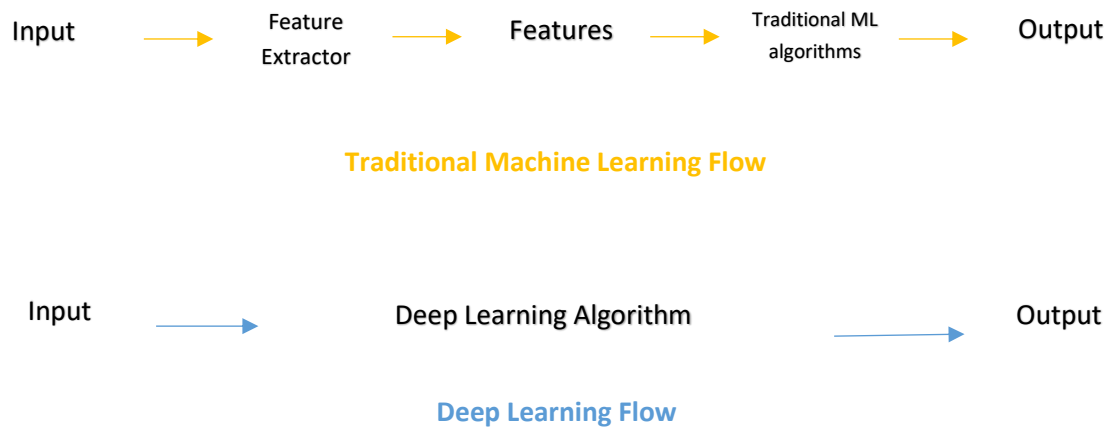 Input
Feature
Extractor
Features
Traditional ML
algorithms
Output
Traditional Machine Learning Flow
Input
Deep Learning Algorithm
Output
Deep Learning Flow